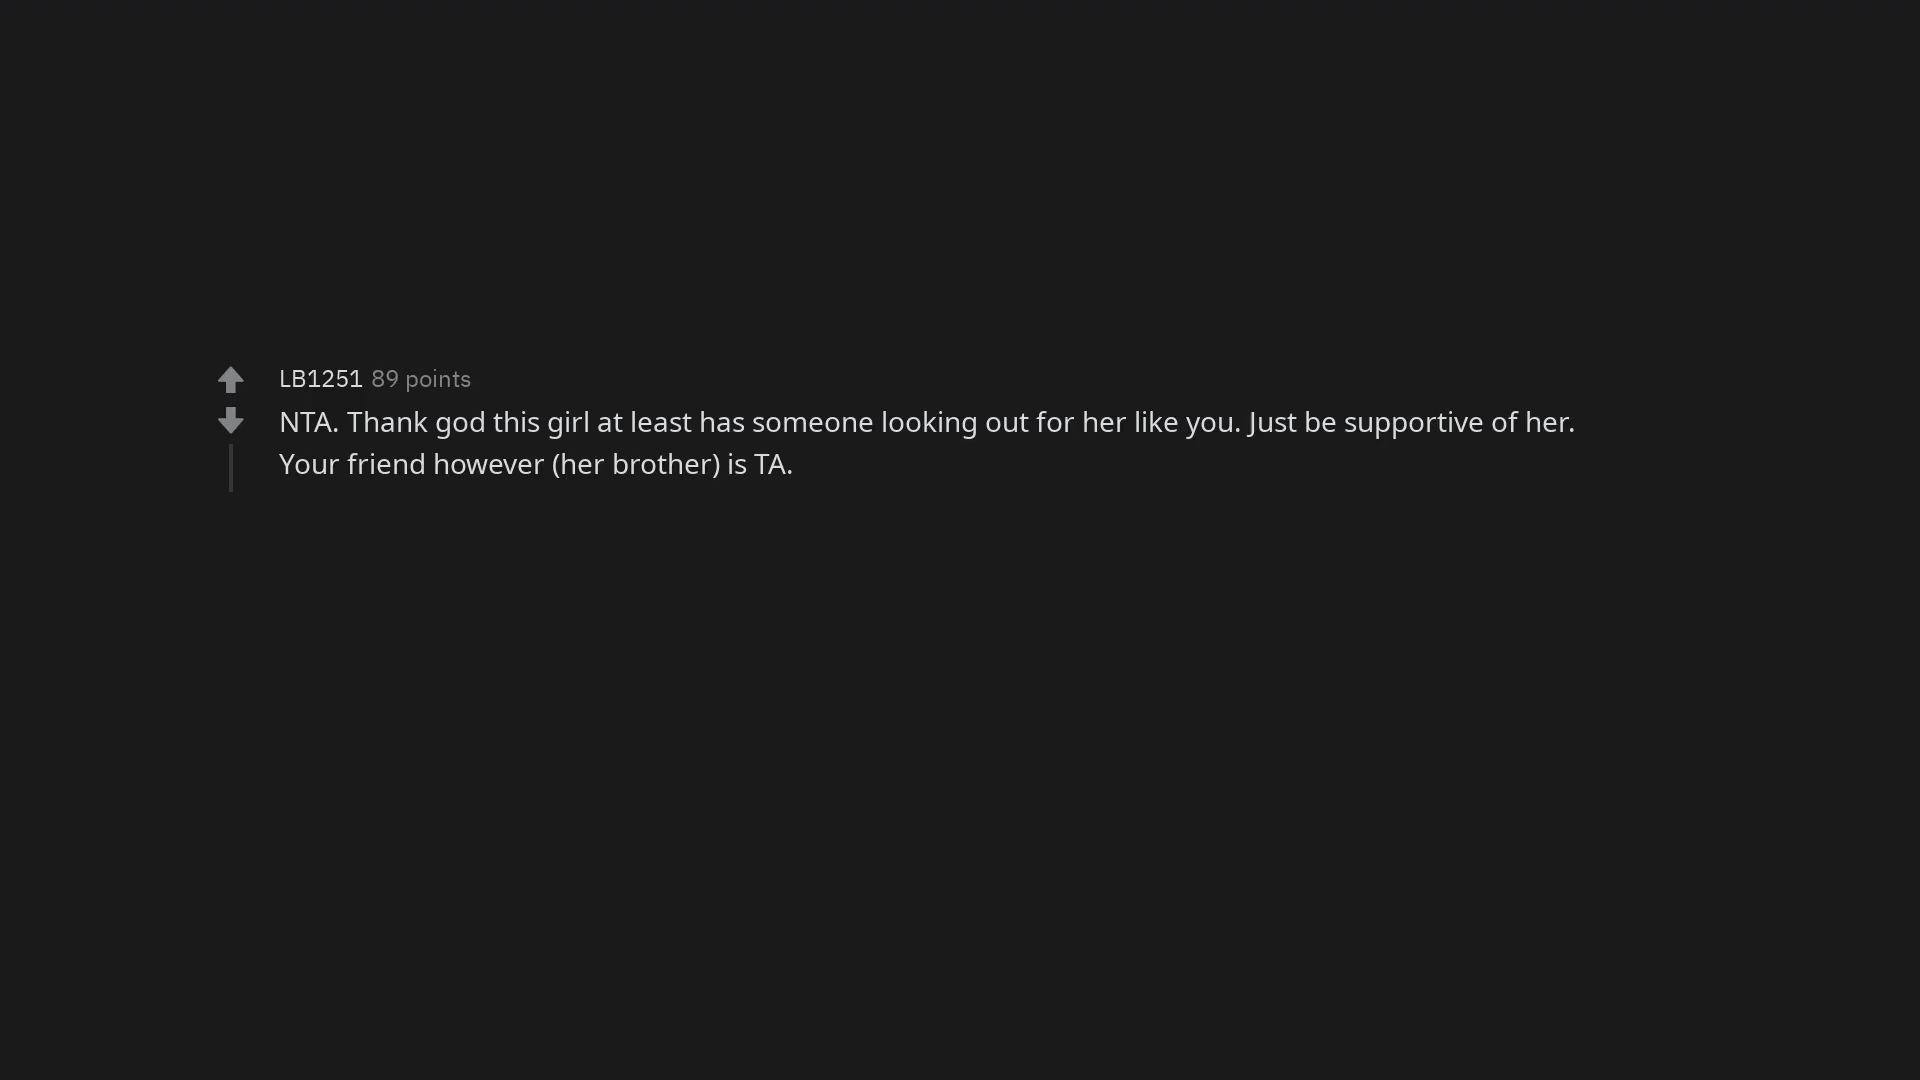 LB1251 89 points
NTA. Thank god this girl at least has someone looking out for her like you. Just be supportive of her.
Your friend however (her brother) is TA.